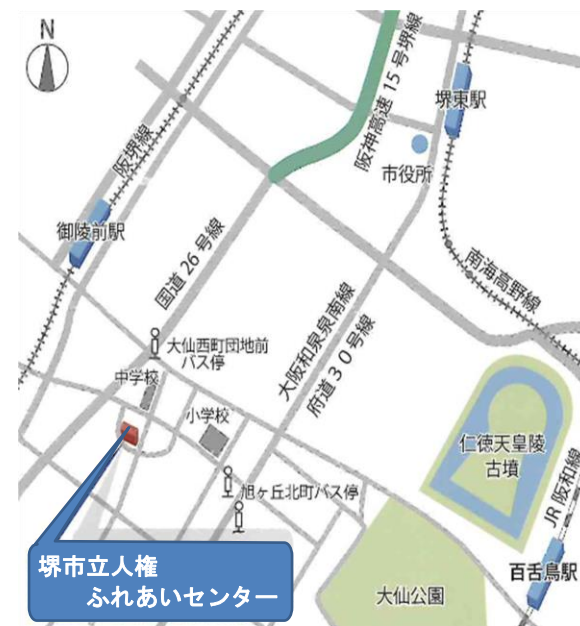 N
阪神高速15号堺線
堺東駅
市役所
阪堺線
御陵前駅
国道26号線
南海高野線
大阪和泉泉南線
府道30号線
大仙西町団地前
バス停
中学校
小学校
仁徳天皇陵
古墳
旭ヶ丘北町バス停
JR阪和線
百舌鳥駅
堺市立人権
ふれあいセンター
大仙公園